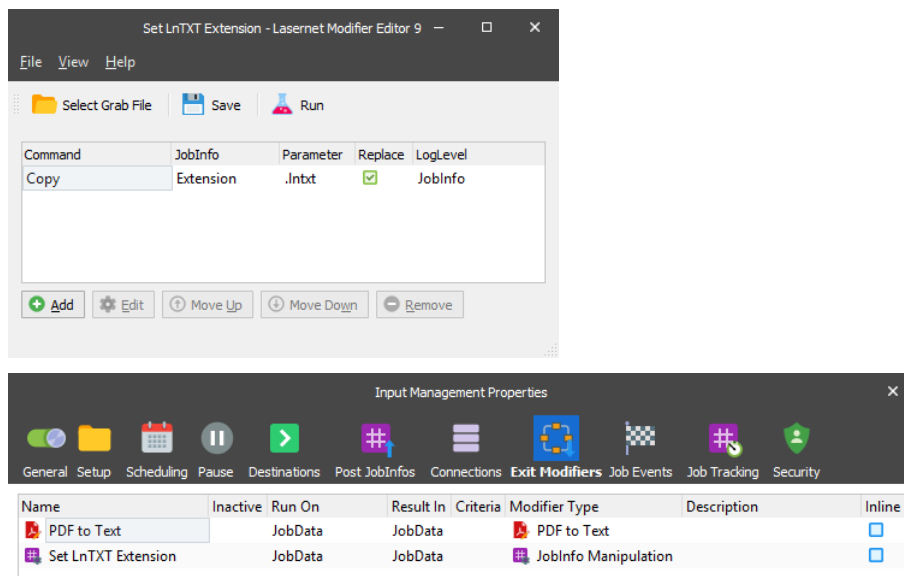 Set LnTXT Extension - Lasernet Modifier Editor 9
File View Help
Select Grab File Save Run
Command JobInfo Parameter Replace LogLevel
Copy Extension .lntxt JobInfo
Add Edit Move Up Move Down Remove
Input Management Properties
General Setup Scheduling Pause Destinations Post JobInfos Connections Exit Modifiers Job Events Job Tracking Security
Name Inactive Run On Result In Criteria Modifier Type Description Inline
PDF to Text JobData JobData PDF to Text
Set LnTXT Extension JobData JobData JobInfo Manipulation